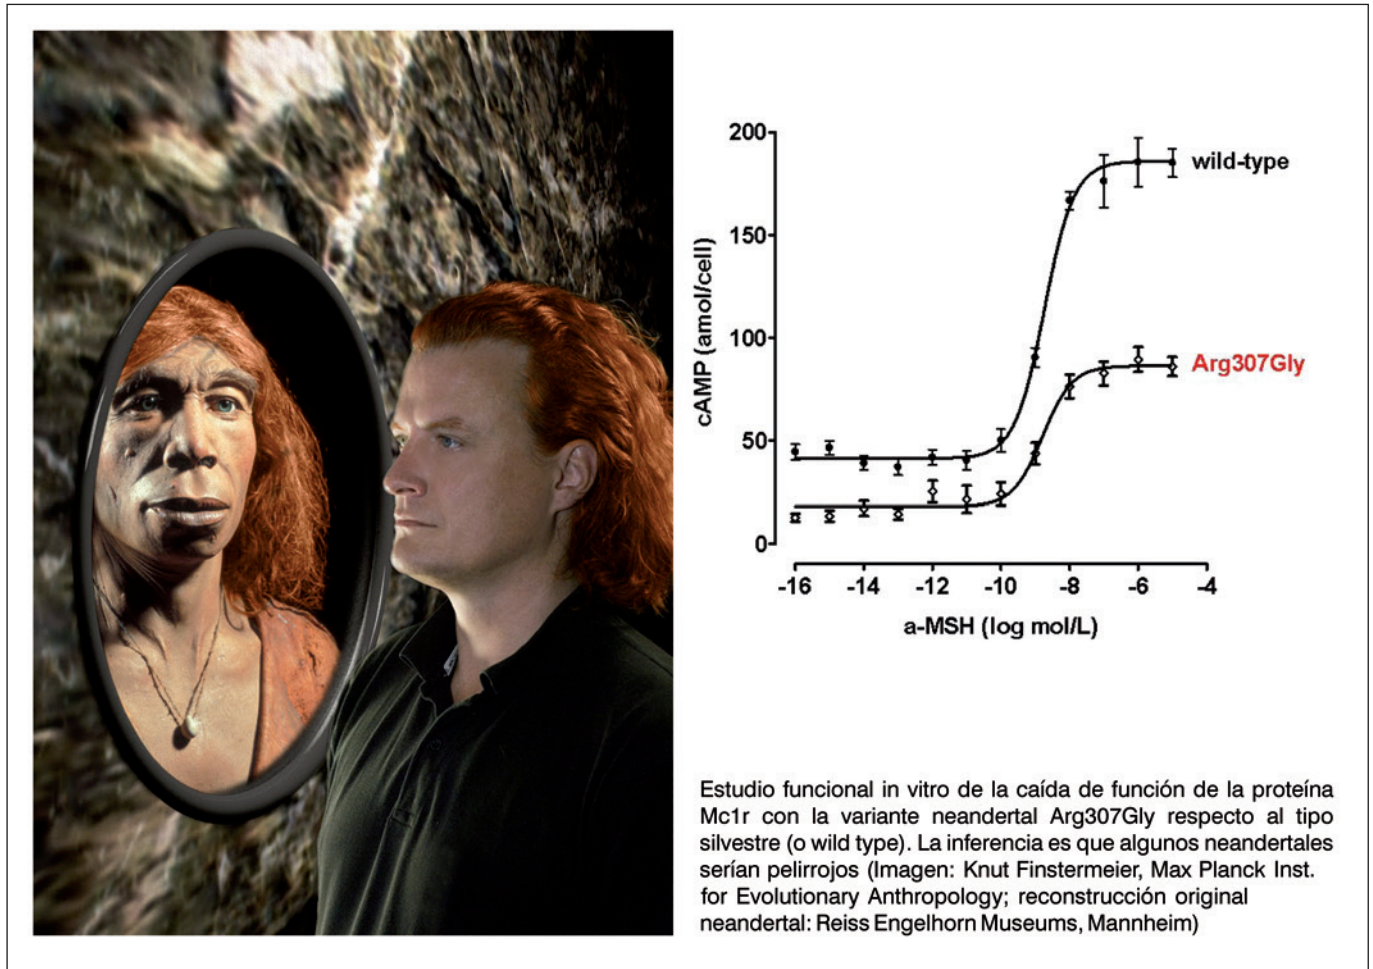 200
wild-type
150
cAMP (amol/cell)
100
Arg307Gly
50
0
-16 -14 -12 -10 -8 -6 -4
a-MSH (log mol/L)
Estudio funcional in vitro de la caída de función de la proteína
Mc1r con la variante neandertal Arg307Gly respecto al tipo
silvestre (o wild type). La inferencia es que algunos neandertales
serían pelirrojos (Imagen: Knut Finstermeier, Max Planck Inst.
for Evolutionary Anthropology; reconstrucción original
neandertal: Reiss Engelhorn Museums, Mannheim)